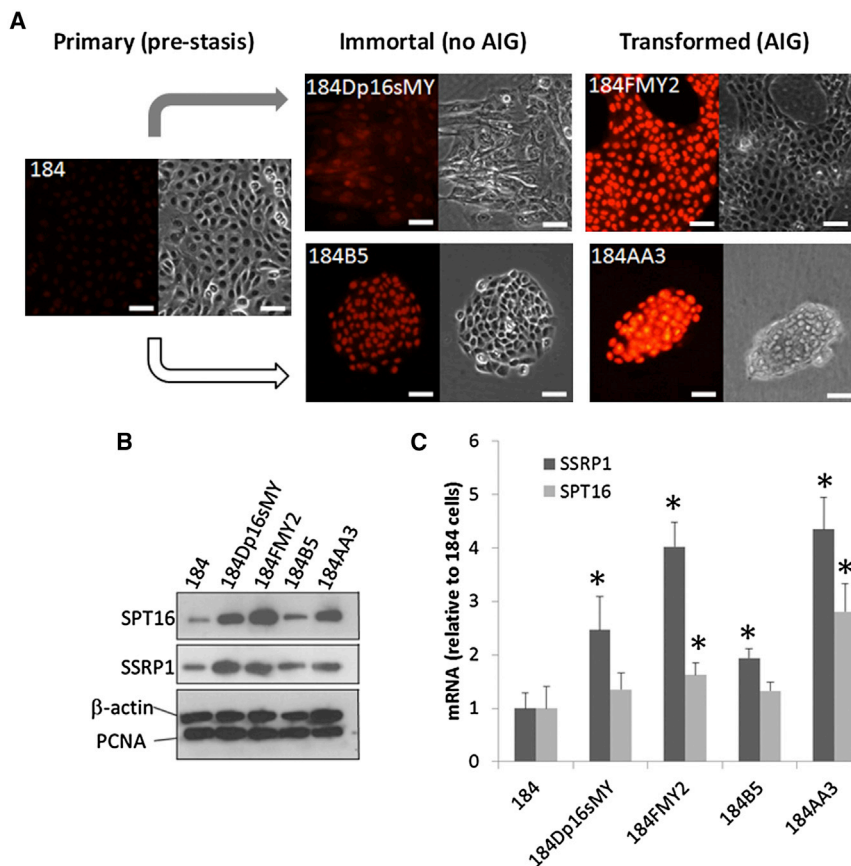 A
Primary (pre-stasis)
Immortal (no AIG)
Transformed (AIG)
184
184Dp16sMY
184FMY2
184B5
184AA3
B
184
184Dp16sMY
184FMY2
184B5
184AA3
SPT16
SSRP1
β-actin
PCNA
C
mRNA (relative to 184 cells)
6
5
4
3
2
1
0
SSRP1
SPT16
*
*
*
*
*
*
184
184Dp16sMY
184FMY2
184B5
184AA3